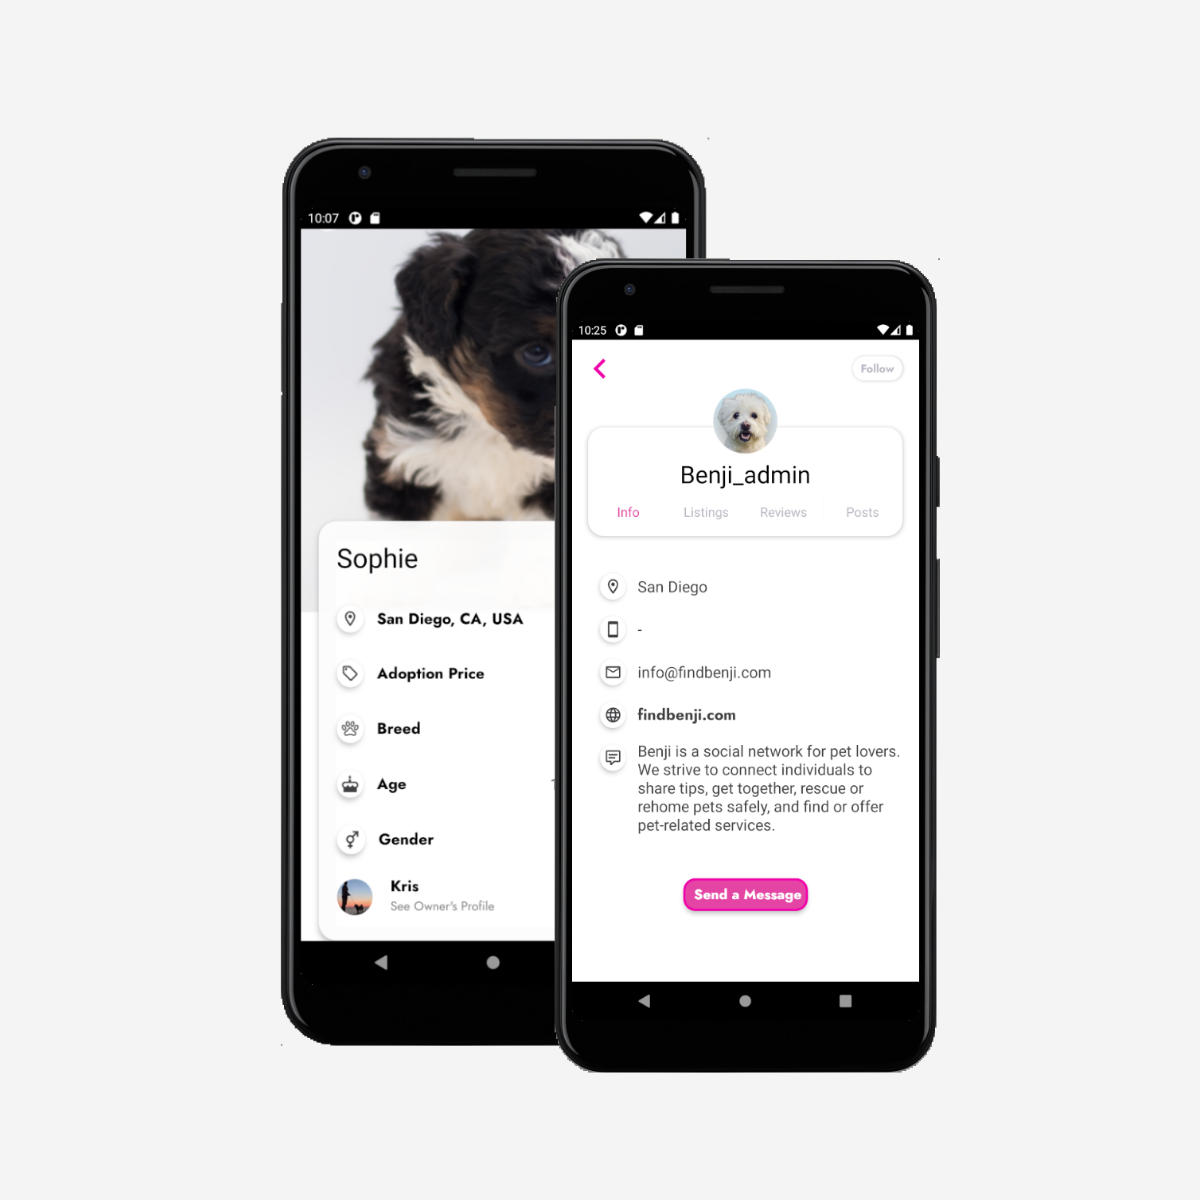 10:07
Sophie
San Diego, CA, USA
Adoption Price
Breed
Age
Gender
Kris
See Owner's Profile
10:25
Follow
Benji_admin
Info Listings Reviews Posts
San Diego
-
info@findbenji.com
findbenji.com
Benji is a social network for pet lovers.
We strive to connect individuals to
share tips, get together, rescue or
rehome pets safely, and find or offer
pet-related services.
Send a Message